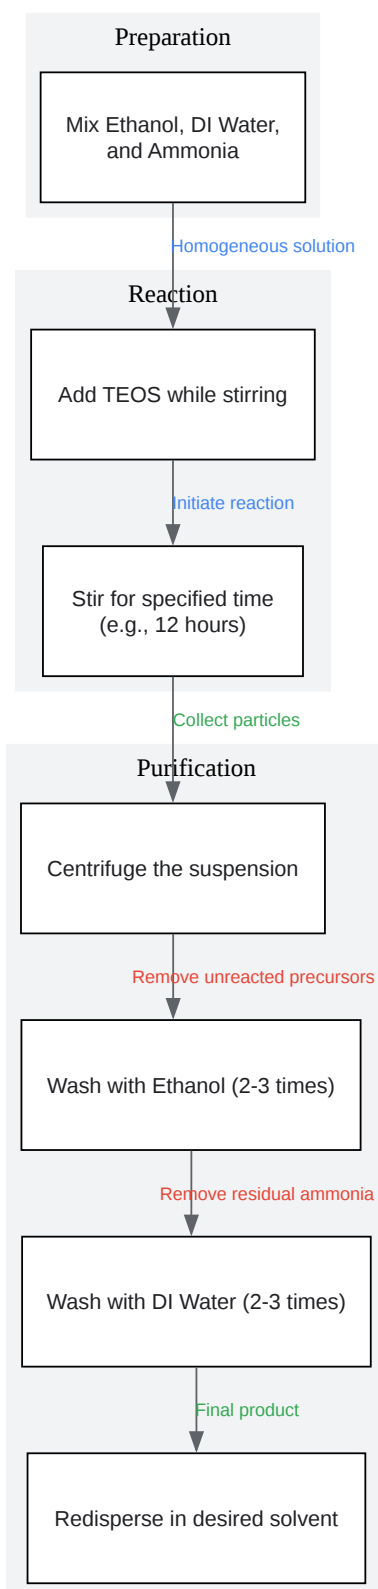 Preparation
Mix Ethanol, DI Water,
and Ammonia
Homogeneous solution
Reaction
Add TEOS while stirring
Initiate reaction
Stir for specified time
(e.g., 12 hours)
Collect particles
Purification
Centrifuge the suspension
Remove unreacted precursors
Wash with Ethanol (2-3 times)
Remove residual ammonia
Wash with DI Water (2-3 times)
Final product
Redisperse in desired solvent